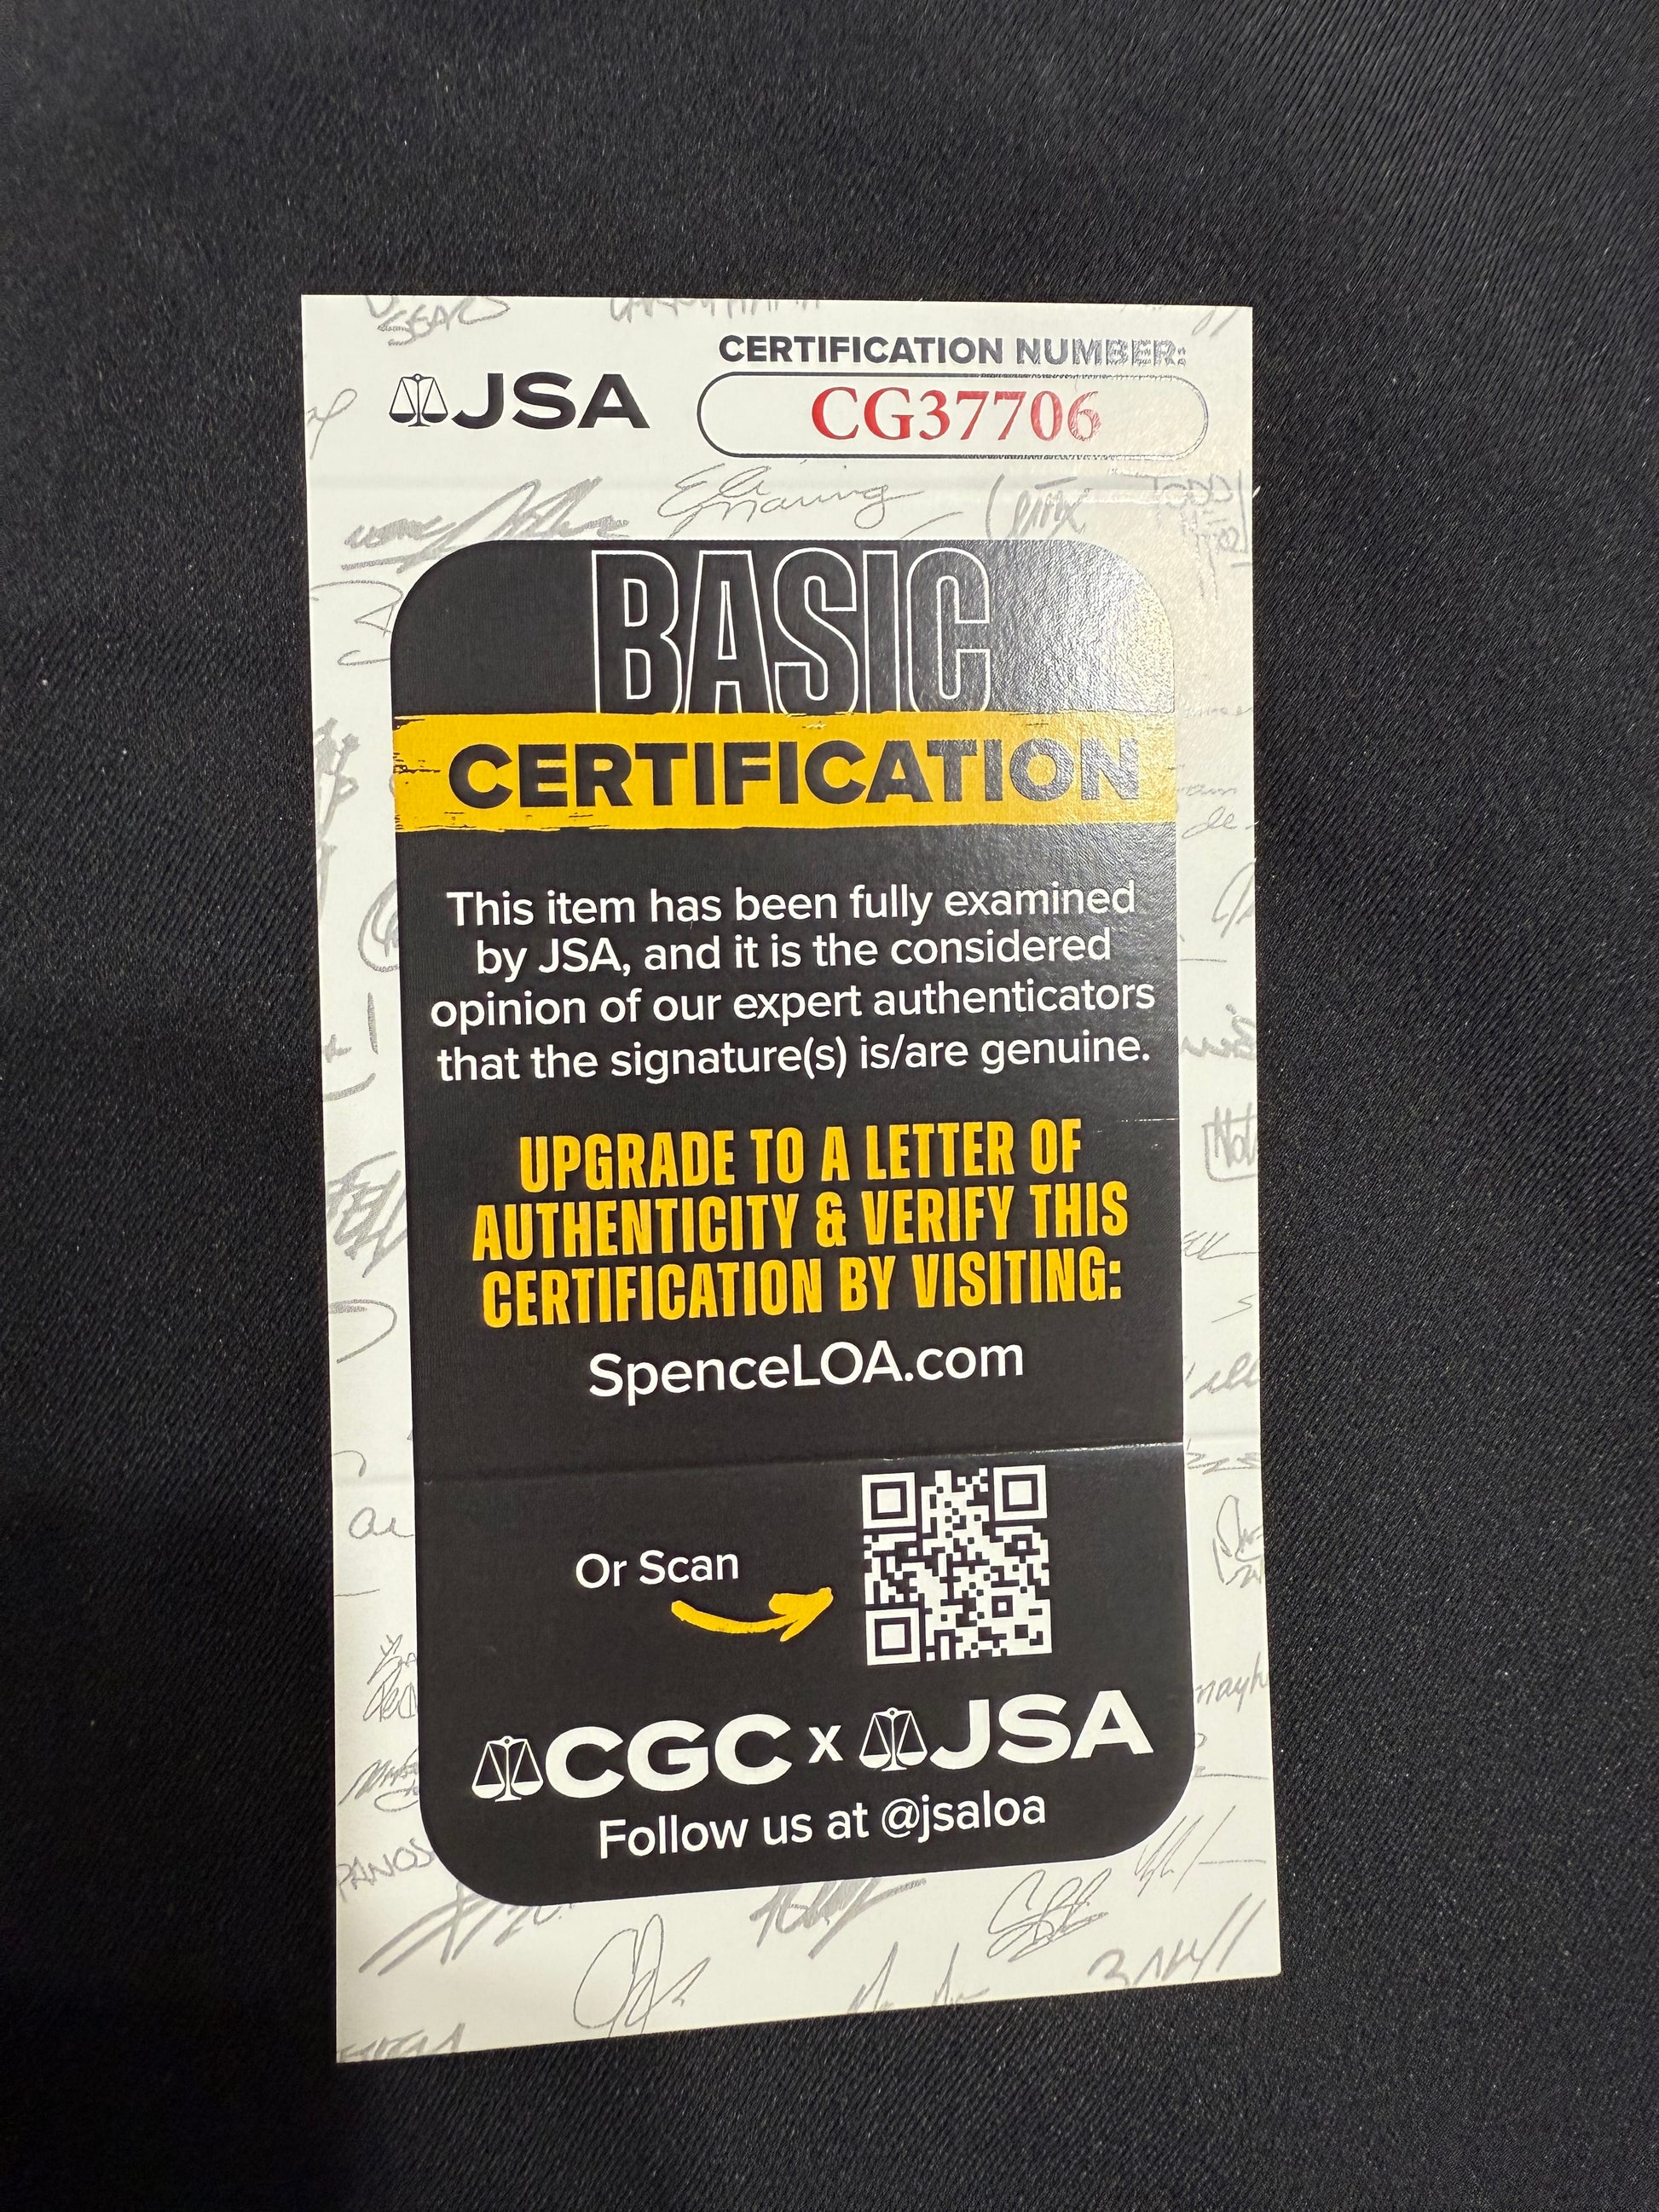 CERTIFICATION NUMBER:
JSA
CG37706
BASIC
CERTIFICATION
This item has been fully examined
by JSA, and it is the considered
opinion of our expert authenticators
that the signature(s) is/are genuine.
UPGRADE TO A LETTER OF
AUTHENTICITY & VERIFY THIS
CERTIFICATION BY VISITING:
SpenceLOA.com
Or Scan
CGC x JSA
Follow us at @jsaloa
PANOS